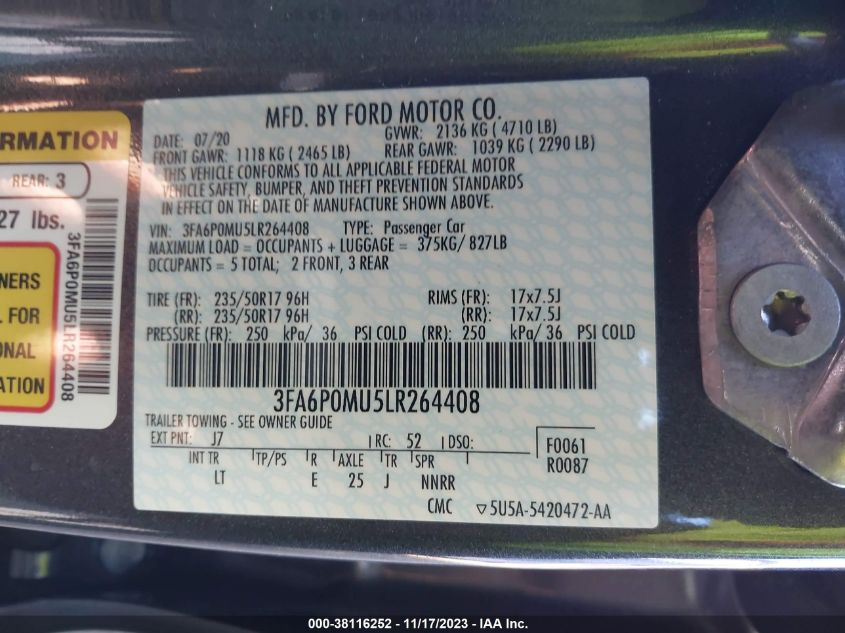 MFD. BY FORD MOTOR CO.
DATE: 07/20 GVWR: 2136 KG ( 4710 LB)
FRONT GAWR: 1118 KG ( 2465 LB) REAR GAWR: 1039 KG ( 2290 LB)
THIS VEHICLE CONFORMS TO ALL APPLICABLE FEDERAL MOTOR
VEHICLE SAFETY, BUMPER, AND THEFT PREVENTION STANDARDS
IN EFFECT ON THE DATE OF MANUFACTURE SHOWN ABOVE.
VIN: 3FA6P0MU5LR264408 TYPE: Passenger Car
MAXIMUM LOAD = OCCUPANTS + LUGGAGE = 375KG/ 827LB
OCCUPANTS = 5 TOTAL; 2 FRONT, 3 REAR
TIRE (FR): 235/50R17 96H RIMS (FR): 17x7.5J
(RR): 235/50R17 96H (RR): 17x7.5J
PRESSURE (FR): 250 kPa/ 36 PSI COLD (RR): 250 kPa/ 36 PSI COLD
3FA6P0MU5LR264408
TRAILER TOWING - SEE OWNER GUIDE
EXT PNT: J7 RC: 52 DSO: F0061
R0087
INT TR TP/PS R AXLE TR SPR
LT E 25 J NNRR
CMC ▽5U5A-5420472-AA
RMATION
REAR: 3
27 lbs.
NERS
L FOR
ONAL
ATION
3FA6P0MU5LR264408
000-38116252 - 11/17/2023 - IAA Inc.